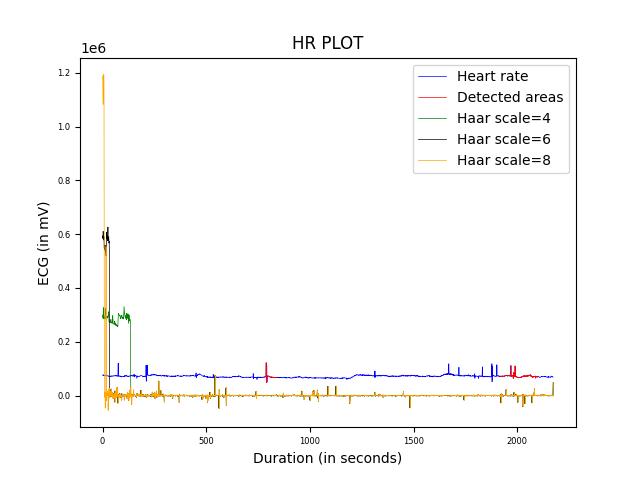 HR PLOT
1e6
1.2
1.0
0.8
0.6
0.4
0.2
0.0
ECG (in mV)
Heart rate
Detected areas
Haar scale=4
Haar scale=6
Haar scale=8
0 500 1000 1500 2000
Duration (in seconds)